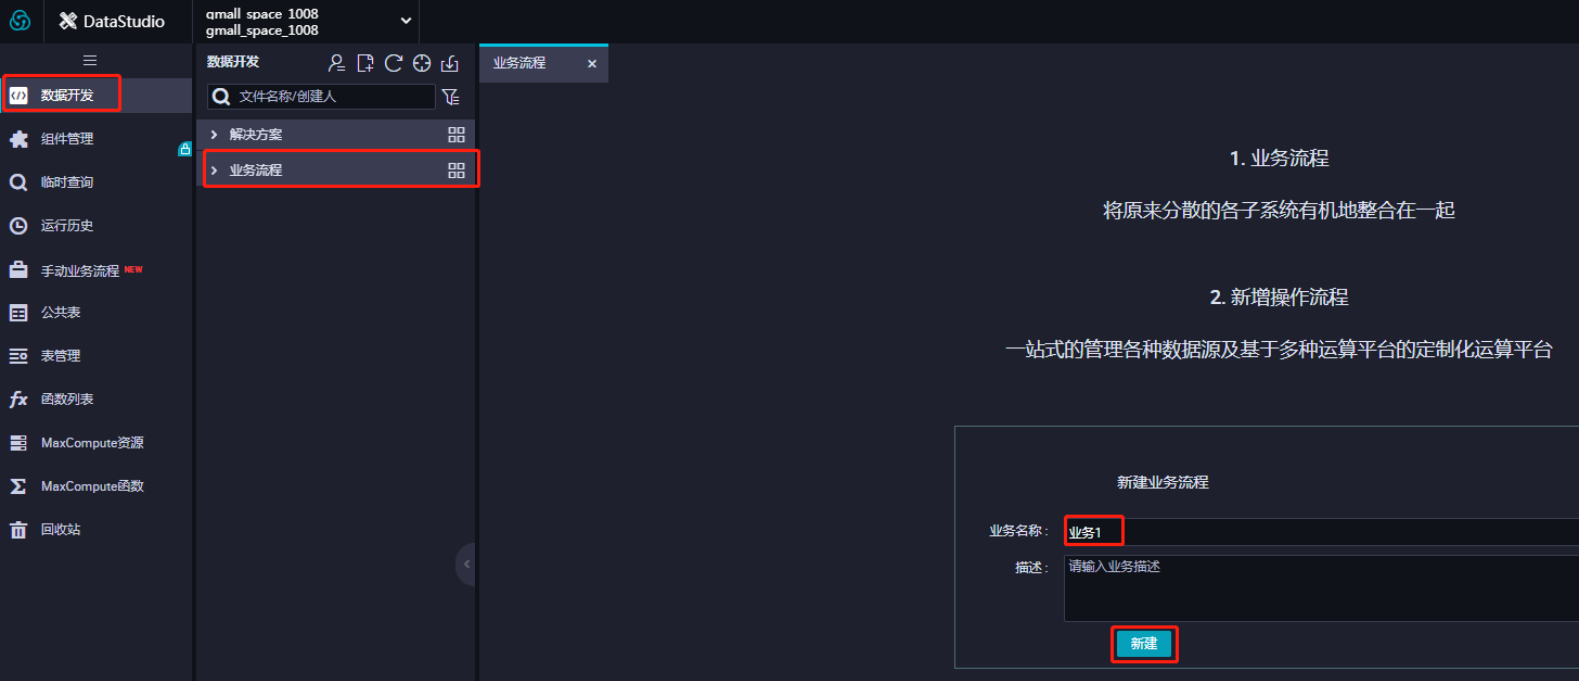 DataStudio
gmall_space_1008
gmall_space_1008
数据开发
组件管理
临时查询
运行历史
手动业务流程 NEW
公共表
表管理
函数列表
MaxCompute资源
MaxCompute函数
回收站
数据开发
文件名称/创建人
解决方案
业务流程
业务流程
1. 业务流程
将原来分散的各子系统有机地整合在一起
2. 新增操作流程
一站式的管理各种数据源及基于多种运算平台的定制化运算平台
新建业务流程
业务名称: 业务1
描述: 请输入业务描述
新建